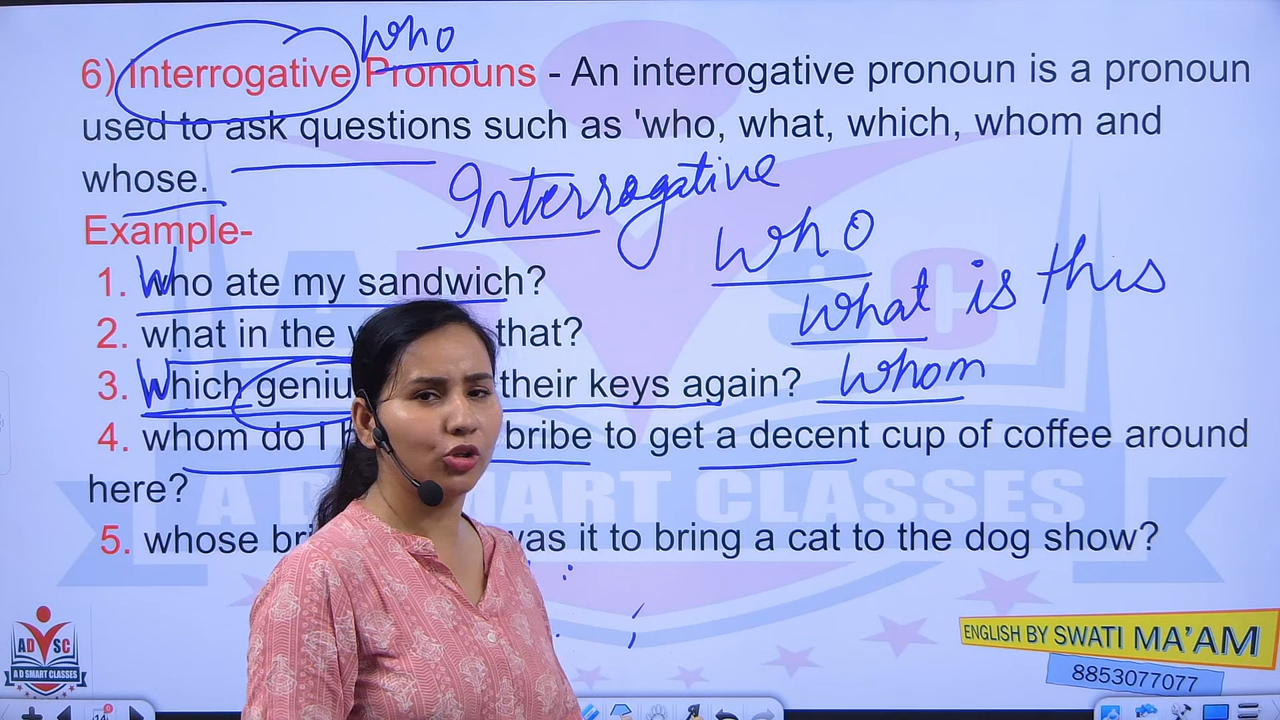 who
6) Interrogative Pronouns - An interrogative pronoun is a pronoun
used to ask questions such as 'who, what, which, whom and
whose.
Interrogative
Example-
who
1. Who ate my sandwich?
what is this
2. what in the that?
3. Which their keys again?
whom
4. whom do I bribe to get a decent cup of coffee around
here?
5. whose was it to bring a cat to the dog show?
A D SMART CLASSES
AD SC
A D SMART CLASSES
ENGLISH BY SWATI MA'AM
8853077077